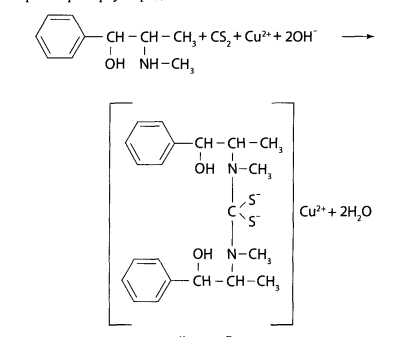 CH – CH – CH₃ + CS₂ + Cu²⁺ + 2OH⁻ →
OH NH – CH₃
CH – CH – CH₃
OH N – CH₃
S⁻
C
S⁻
Cu²⁺ + 2H₂O
OH N – CH₃
CH – CH – CH₃